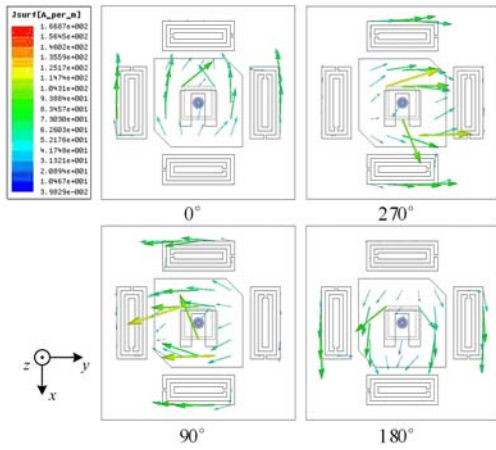 Jsurf[A_per_m]
1.6687e+002
1.5645e+002
1.4602e+002
1.3559e+002
1.2517e+002
1.1474e+002
1.0431e+002
9.3884e+001
8.3457e+001
7.3030e+001
6.2603e+001
5.2176e+001
4.1748e+001
3.1321e+001
2.0894e+001
1.0467e+001
3.9829e-002
0°
270°
z
y
x
90°
180°